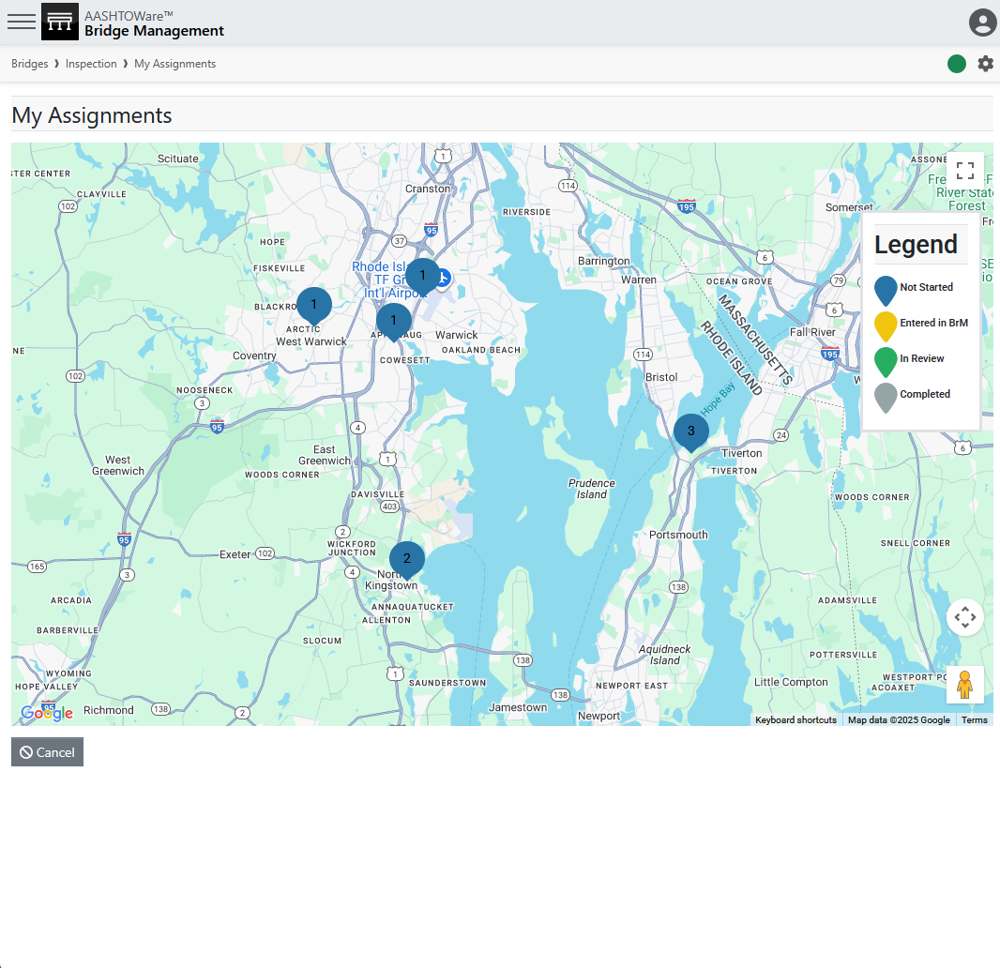 AASHTOWare™
Bridge Management
Bridges ❯ Inspection ❯ My Assignments
My Assignments
Scituate
STER CENTER
CLAYVILLE
102
1
Cranston
114
RIVERSIDE
195
ASSONE
River State
Forest
Somerset
95
37
HOPE
FISKEVILLE
Rhode Isl
TF Gr
Int'l Airport
1
Barrington
Warren
6
OCEAN GROVE
79
6
Legend
Not Started
Entered in BrM
In Review
Completed
BLACKRO
1
ARCTIC
West Warwick
1
APPONAUG
Warwick
OAKLAND BEACH
COWESETT
Coventry
NE
102
NOOSENECK
3
95
114
Bristol
MASSACHUSETTS
RHODE ISLAND
Fall River
195
W
Hope Bay
3
24
Tiverton
TIVERTON
6
4
East
Greenwich
1
West
Greenwich
WOODS CORNER
DAVISVILLE
403
Prudence
Island
WOODS CORNER
95
2
WICKFORD
JUNCTION
Portsmouth
SNELL CORNER
165
Exeter
102
3
4
2
North
Kingstown
138
ARCADIA
ANNAQUATUCKET
ALLENTON
ADAMSVILLE
BARBERVILLE
SLOCUM
Aquidneck
Island
POTTERSVILLE
WYOMING
HOPE VALLEY
1
SAUNDERSTOWN
138
138
NEWPORT EAST
Little Compton
WESTPORT PO
ACOAXET
95
Google
Richmond
138
2
Jamestown
Newport
Keyboard shortcuts
Map data ©2025 Google
Terms
Cancel